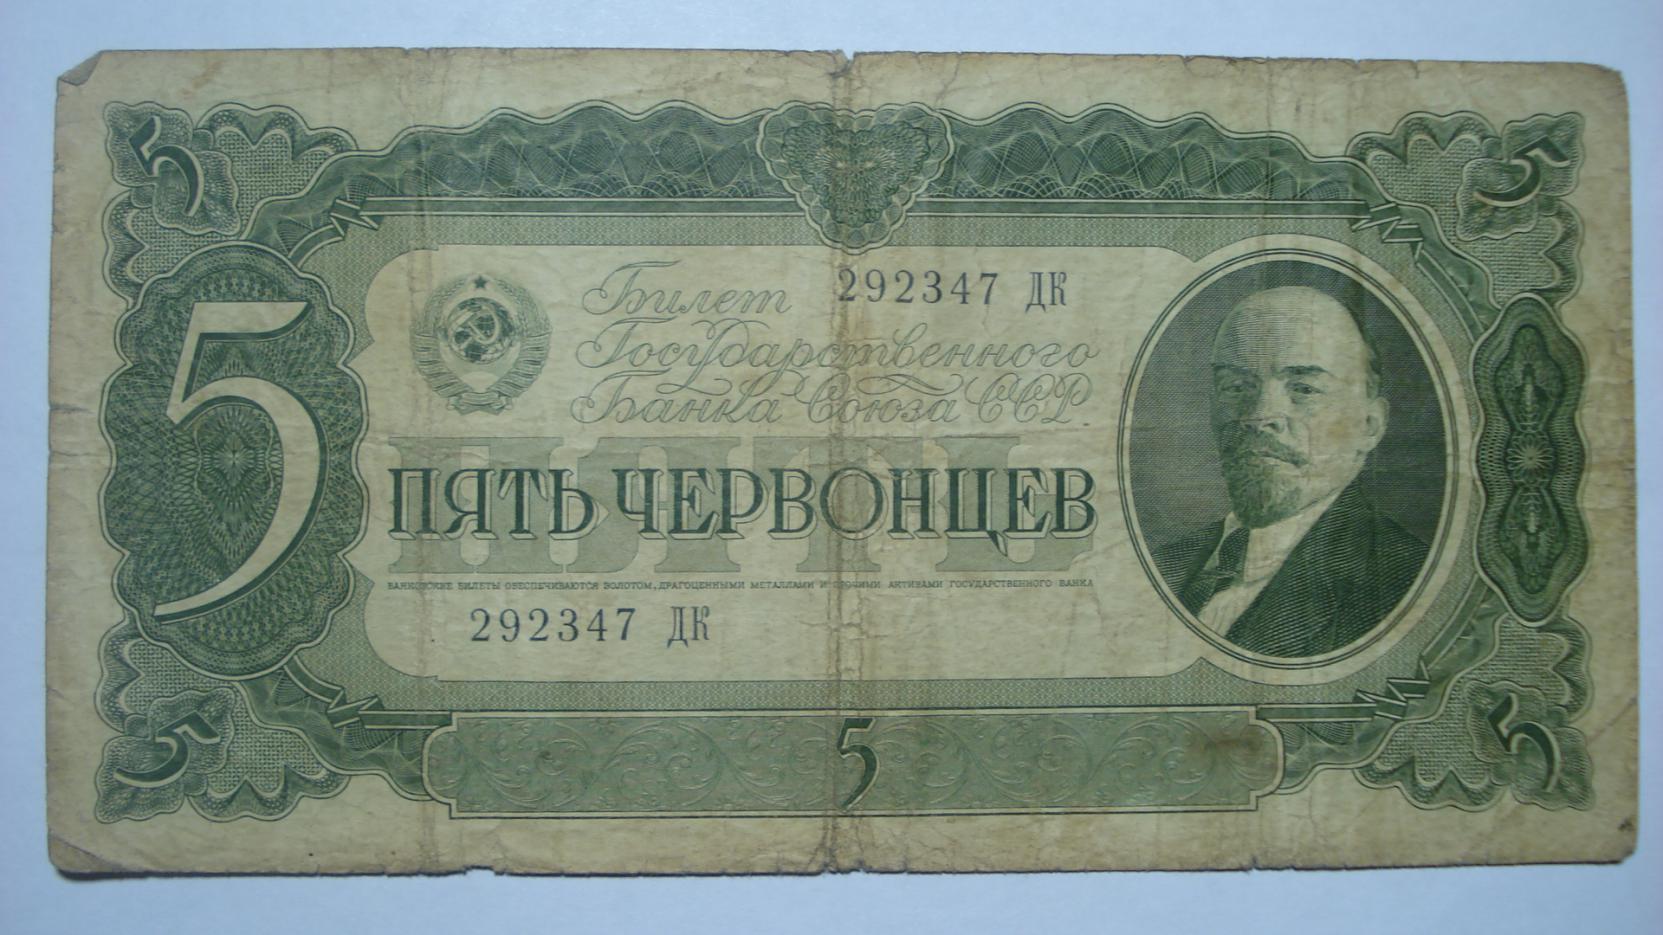 5
5
Билет 292347 ДК
Государственного
Банка Союза ССР
5
ПЯТЬ
ПЯТЬ ЧЕРВОНЦЕВ
БАНКОВСКИЕ БИЛЕТЫ ОБЕСПЕЧИВАЮТСЯ ЗОЛОТОМ, ДРАГОЦЕННЫМИ МЕТАЛЛАМИ И ПРОЧИМИ АКТИВАМИ ГОСУДАРСТВЕННОГО БАНКА
292347 ДК
5
5
5